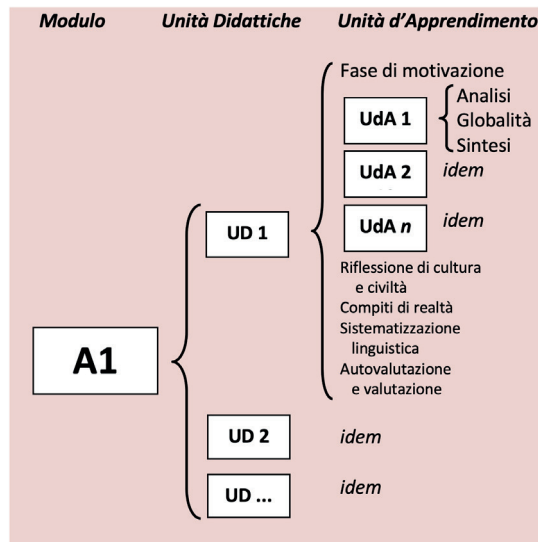 Modulo Unità Didattiche Unità d’Apprendimento
Fase di motivazione
UdA 1
Analisi
Globalità
Sintesi
UdA 2 idem
UdA n idem
UD 1
Riflessione di cultura
e civiltà
Compiti di realtà
Sistematizzazione
linguistica
Autovalutazione
e valutazione
A1
UD 2 idem
UD ... idem